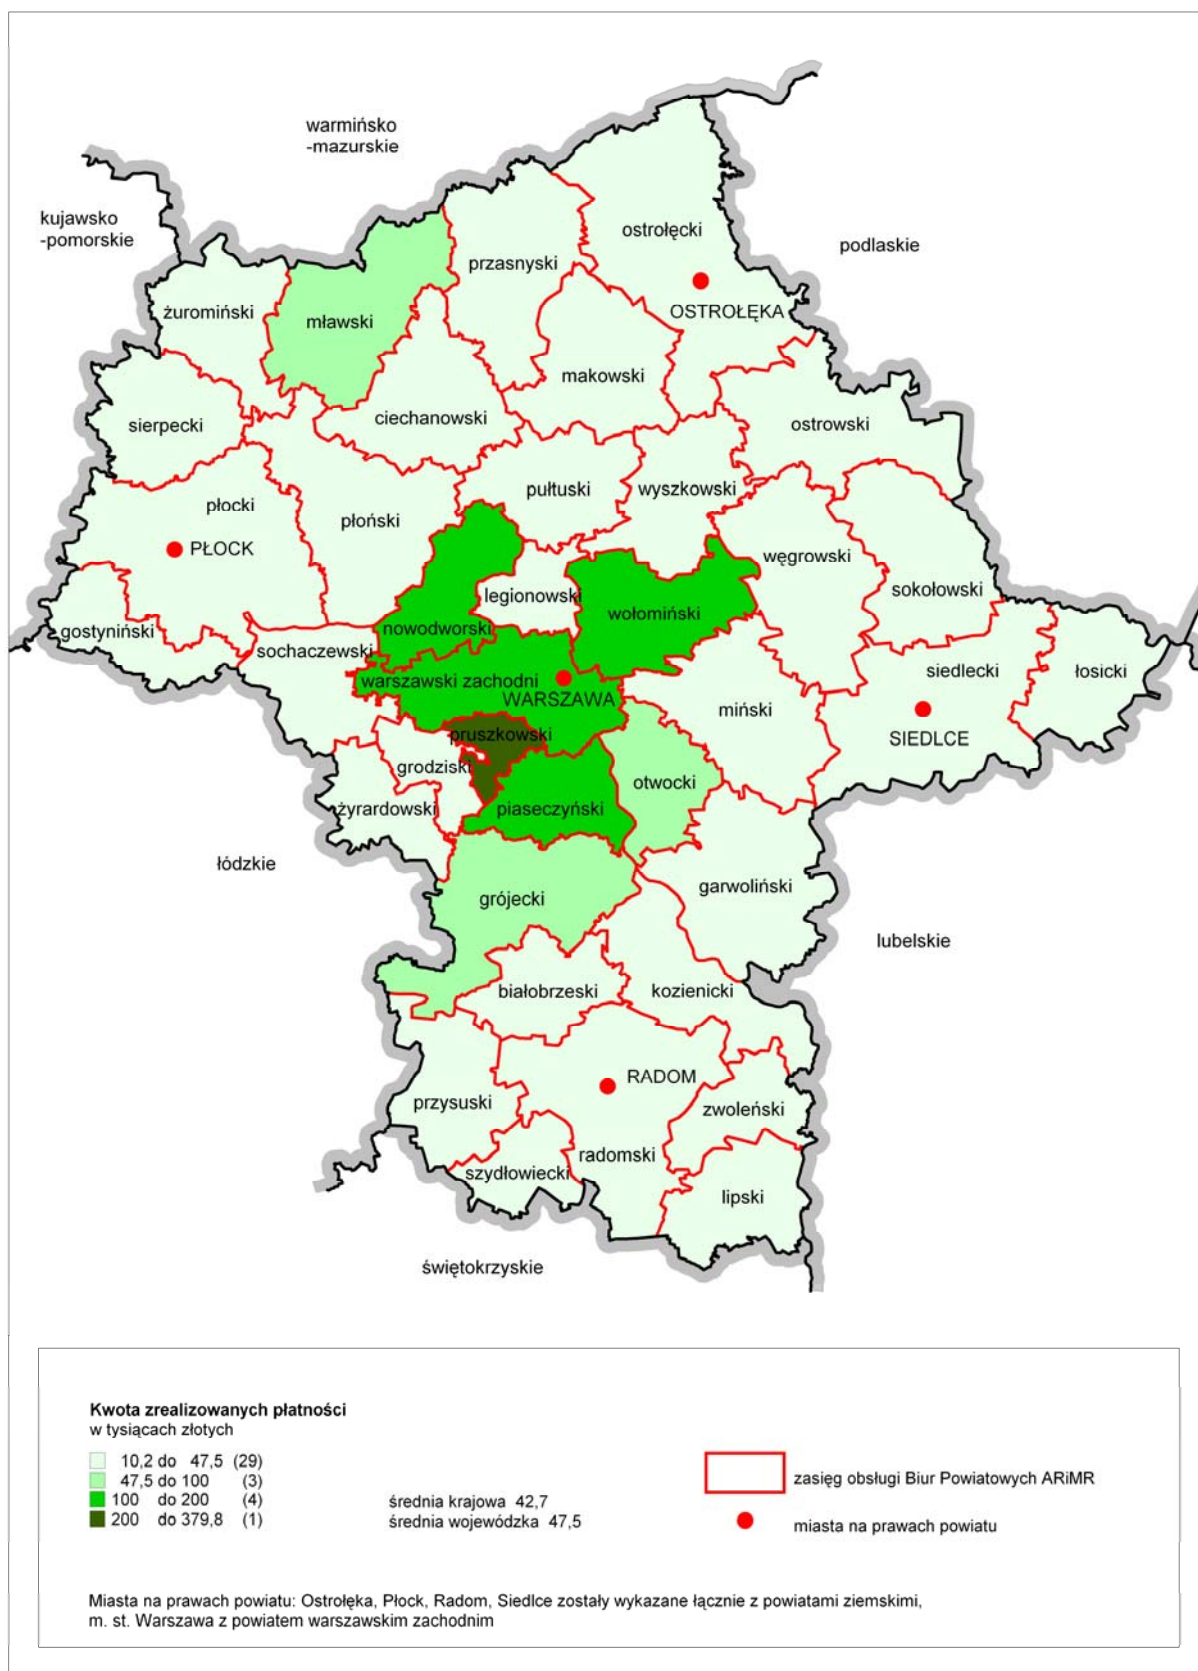 warmińsko
-mazurskie
kujawsko
-pomorskie
podlaskie
ostrołęcki
przasnyski
OSTROŁĘKA
żuromiński
mławski
makowski
ciechanowski
sierpecki
ostrowski
płocki
płoński
pułtuski
wyszkowski
PŁOCK
węgrowski
sokołowski
legionowski
wołomiński
nowodworski
gostyniński
sochaczewski
siedlecki
łosicki
warszawski zachodni
WARSZAWA
miński
SIEDLCE
pruszkowski
grodziski
otwocki
żyrardowski
piaseczyński
łódzkie
garwoliński
grójecki
lubelskie
białobrzeski
kozienicki
RADOM
przysuski
zwoleński
radomski
szydłowiecki
lipski
świętokrzyskie
Kwota zrealizowanych płatności
w tysiącach złotych
10,2 do 47,5 (29)
47,5 do 100 (3)
100 do 200 (4)
200 do 379,8 (1)
średnia krajowa 42,7
średnia wojewódzka 47,5
zasięg obsługi Biur Powiatowych ARiMR
miasta na prawach powiatu
Miasta na prawach powiatu: Ostrołęka, Płock, Radom, Siedlce zostały wykazane łącznie z powiatami ziemskimi,
m. st. Warszawa z powiatem warszawskim zachodnim